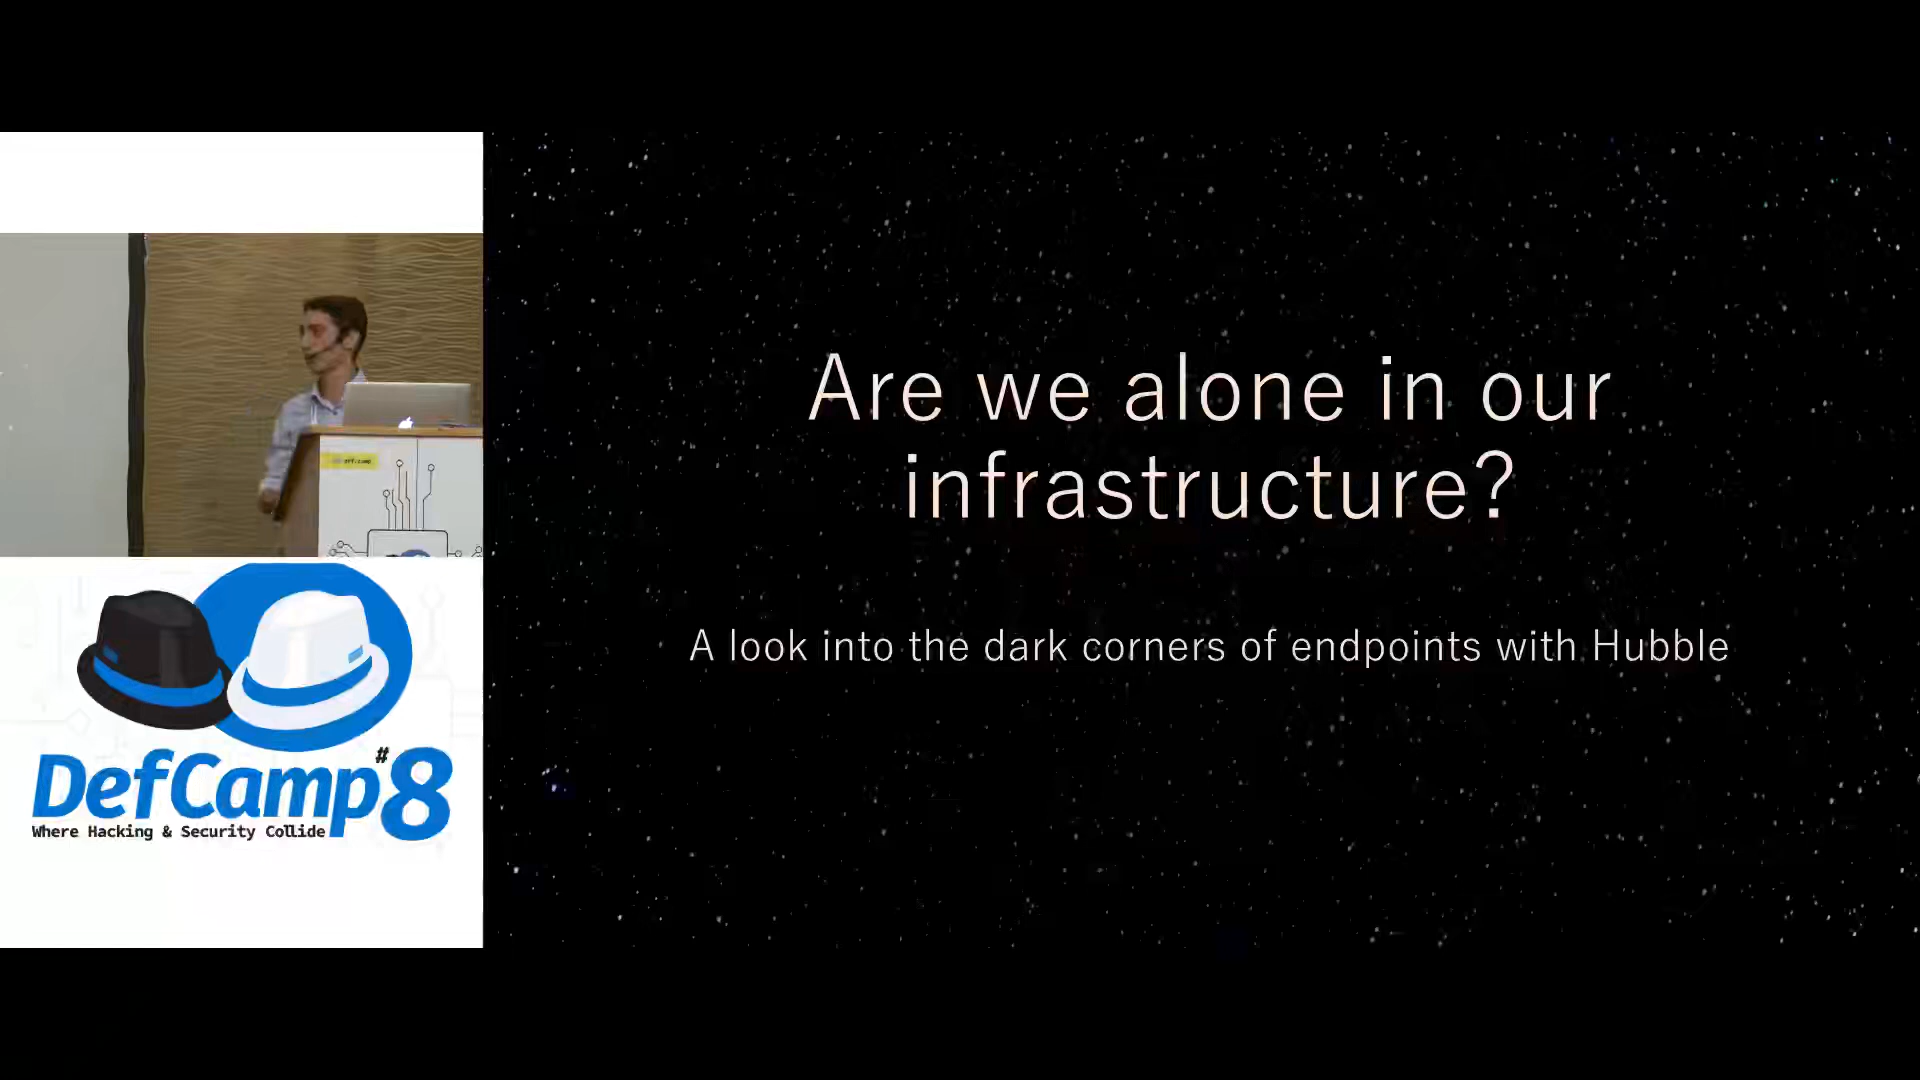 Are we alone in our
infrastructure?
A look into the dark corners of endpoints with Hubble
DefCamp#8
Where Hacking & Security Collide